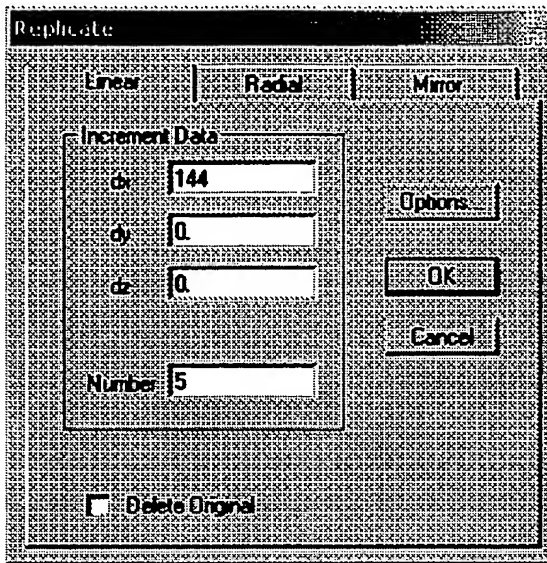 Replicate
Linear Radial Mirror
Increment Data
dx 144
dy 0.
dz 0.
Number 5
Options...
OK
Cancel
Delete Original